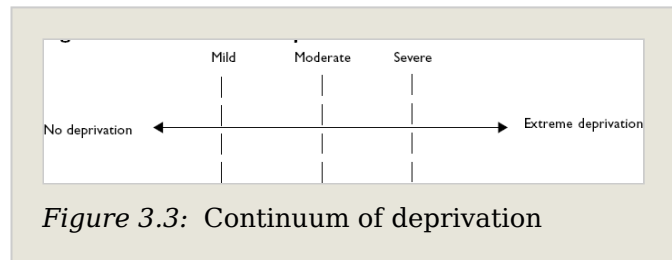 Mild Moderate Severe
No deprivation Extreme deprivation
Figure 3.3: Continuum of deprivation